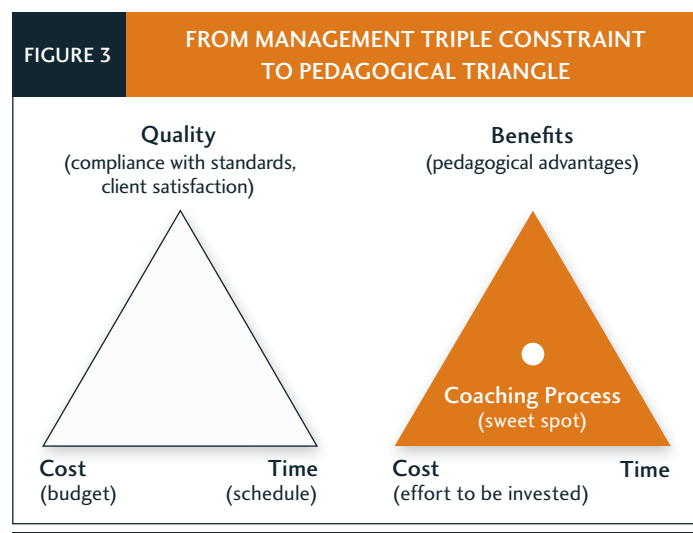 FIGURE 3
FROM MANAGEMENT TRIPLE CONSTRAINT
TO PEDAGOGICAL TRIANGLE
Quality
(compliance with standards,
client satisfaction)
Cost
(budget)
Time
(schedule)
Benefits
(pedagogical advantages)
Coaching Process
(sweet spot)
Cost
(effort to be invested)
Time